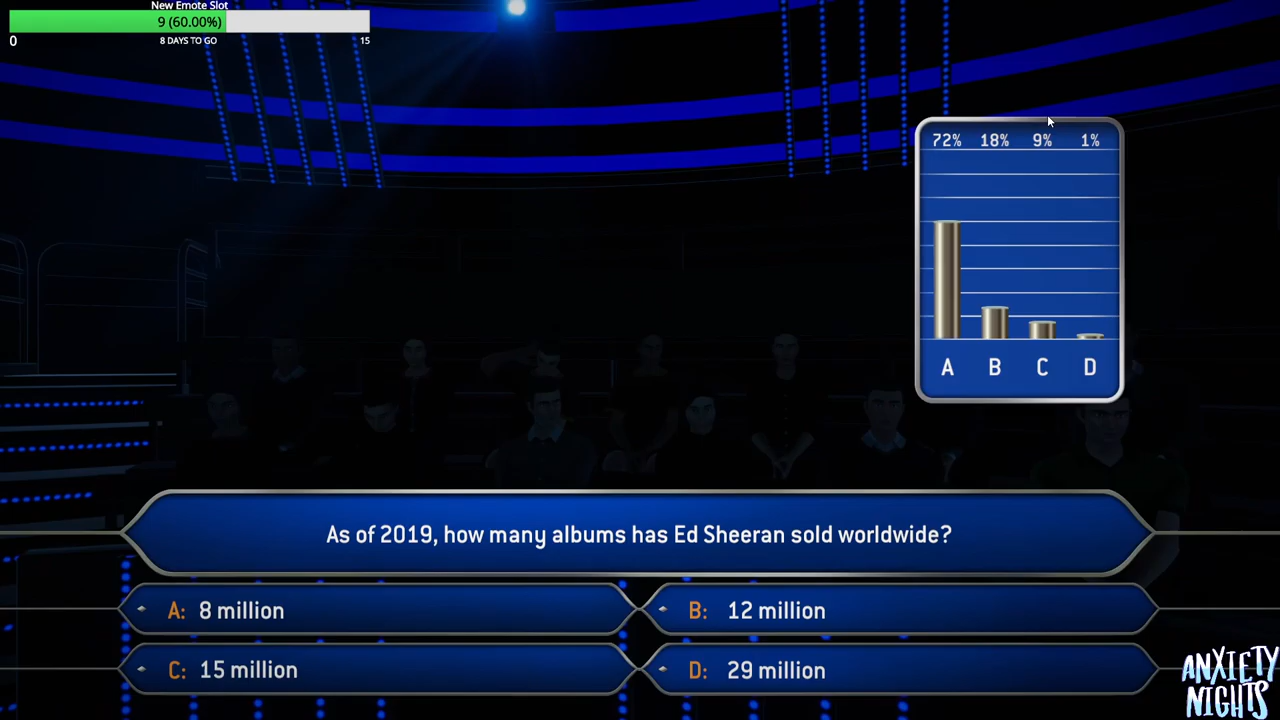 New Emote Slot
9 (60.00%)
0 8 DAYS TO GO 15
72% 18% 9% 1%
A B C D
As of 2019, how many albums has Ed Sheeran sold worldwide?
A: 8 million
B: 12 million
C: 15 million
D: 29 million
ANXIETY
NIGHTS